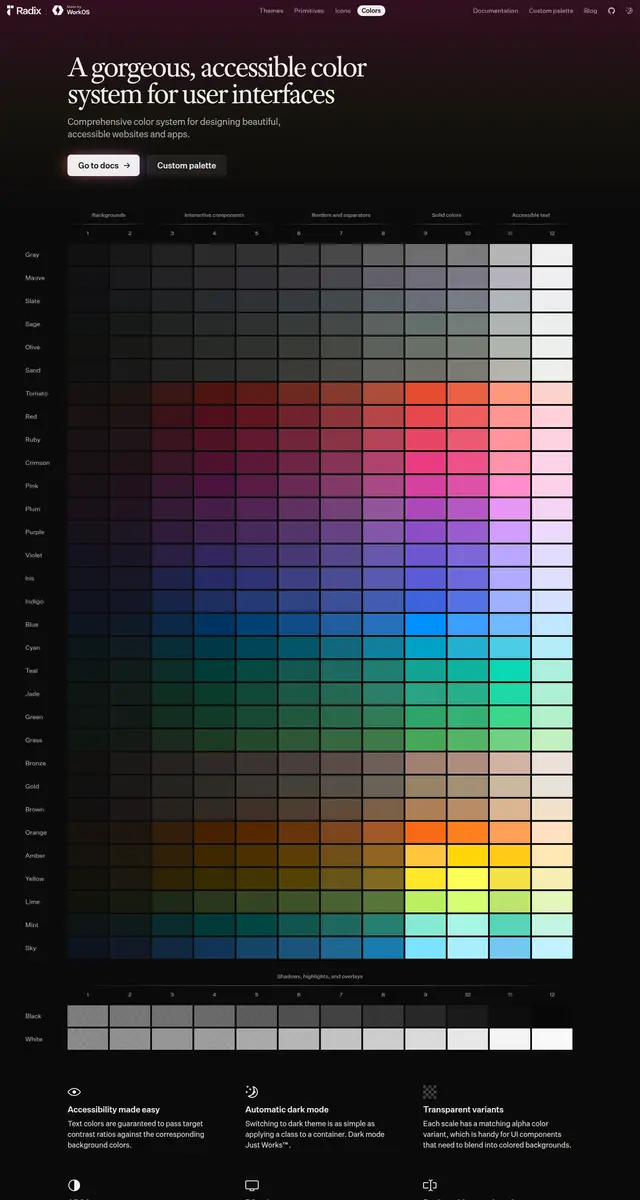 Radix
Made by
WorkOS
Themes
Primitives
Icons
Colors
Documentation
Custom palette
Blog
A gorgeous, accessible color
system for user interfaces
Comprehensive color system for designing beautiful,
accessible websites and apps.
Go to docs →
Custom palette
Backgrounds
Interactive components
Borders and separators
Solid colors
Accessible text
1 2 3 4 5 6 7 8 9 10 11 12
Gray
Mauve
Slate
Sage
Olive
Sand
Tomato
Red
Ruby
Crimson
Pink
Plum
Purple
Violet
Iris
Indigo
Blue
Cyan
Teal
Jade
Green
Grass
Bronze
Gold
Brown
Orange
Amber
Yellow
Lime
Mint
Sky
Shadows, highlights, and overlays
1 2 3 4 5 6 7 8 9 10 11 12
Black
White
Accessibility made easy
Text colors are guaranteed to pass target
contrast ratios against the corresponding
background colors.
Automatic dark mode
Switching to dark theme is as simple as
applying a class to a container. Dark mode
Just Works™.
Transparent variants
Each scale has a matching alpha color
variant, which is handy for UI components
that need to blend into colored backgrounds.